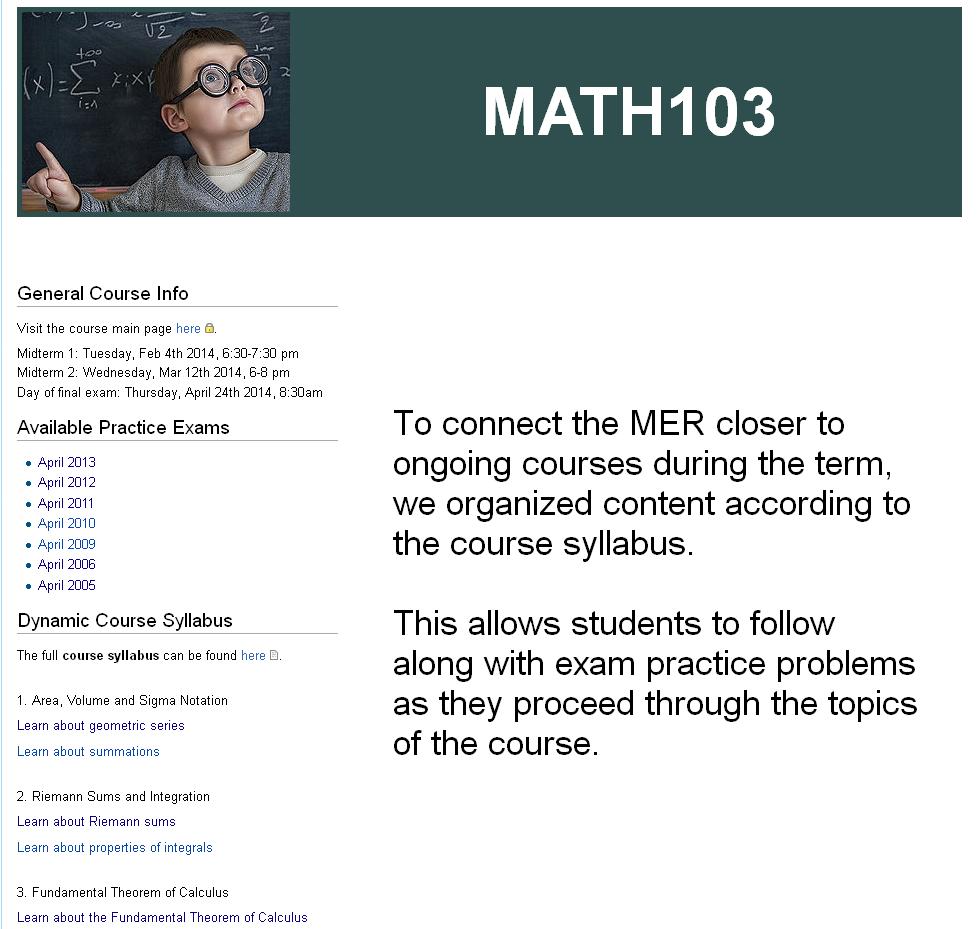 MATH103
General Course Info
Visit the course main page here.
Midterm 1: Tuesday, Feb 4th 2014, 6:30-7:30 pm
Midterm 2: Wednesday, Mar 12th 2014, 6-8 pm
Day of final exam: Thursday, April 24th 2014, 8:30am
Available Practice Exams
April 2013
April 2012
April 2011
April 2010
April 2009
April 2006
April 2005
Dynamic Course Syllabus
The full course syllabus can be found here.
1. Area, Volume and Sigma Notation
Learn about geometric series
Learn about summations
2. Riemann Sums and Integration
Learn about Riemann sums
Learn about properties of integrals
3. Fundamental Theorem of Calculus
Learn about the Fundamental Theorem of Calculus
To connect the MER closer to
ongoing courses during the term,
we organized content according to
the course syllabus.
This allows students to follow
along with exam practice problems
as they proceed through the topics
of the course.